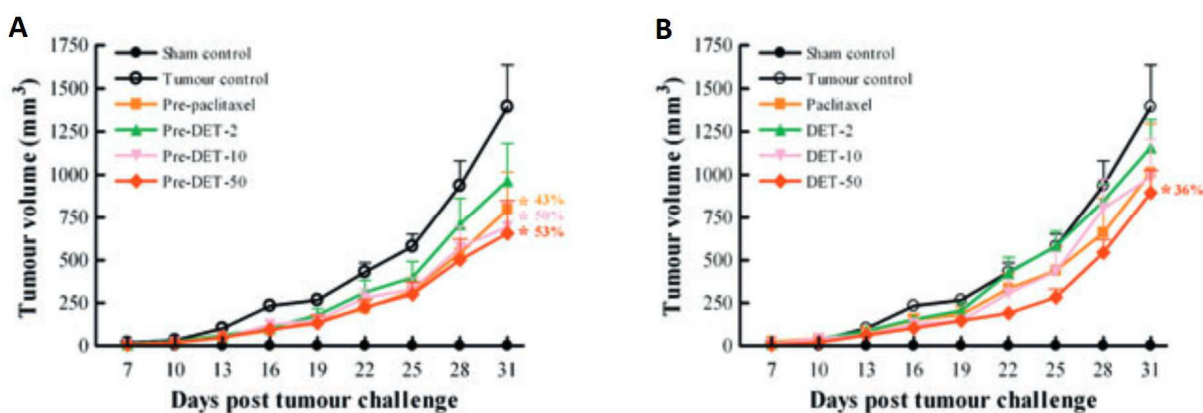 A
Tumour volume (mm3)
1750
1500
1250
1000
750
500
250
0
Sham control
Tumour control
Pre-paclitaxel
Pre-DET-2
Pre-DET-10
Pre-DET-50
* 43%
* 50%
* 53%
7 10 13 16 19 22 25 28 31
Days post tumour challenge
B
Tumour volume (mm3)
1750
1500
1250
1000
750
500
250
0
Sham control
Tumour control
Paclitaxel
DET-2
DET-10
DET-50
* 36%
7 10 13 16 19 22 25 28 31
Days post tumour challenge